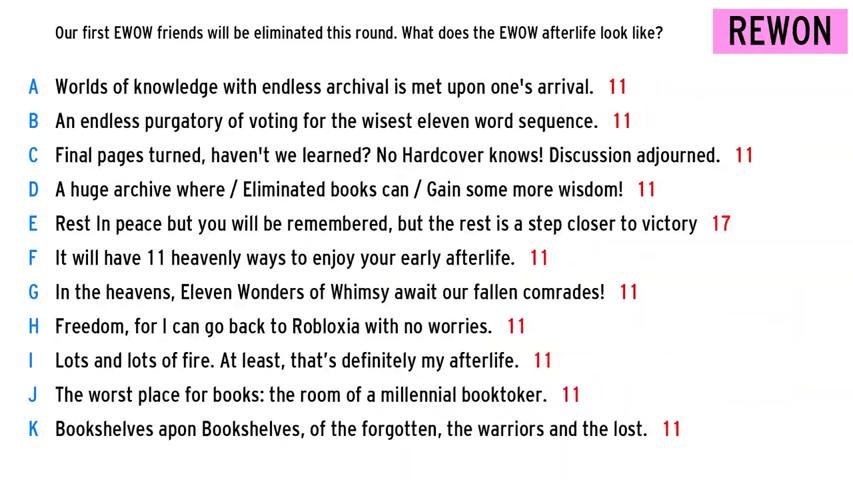 Our first EWOW friends will be eliminated this round. What does the EWOW afterlife look like?
REWON
A Worlds of knowledge with endless archival is met upon one's arrival. 11
B An endless purgatory of voting for the wisest eleven word sequence. 11
C Final pages turned, haven't we learned? No Hardcover knows! Discussion adjourned. 11
D A huge archive where / Eliminated books can / Gain some more wisdom! 11
E Rest In peace but you will be remembered, but the rest is a step closer to victory 17
F It will have 11 heavenly ways to enjoy your early afterlife. 11
G In the heavens, Eleven Wonders of Whimsy await our fallen comrades! 11
H Freedom, for I can go back to Robloxia with no worries. 11
I Lots and lots of fire. At least, that’s definitely my afterlife. 11
J The worst place for books: the room of a millennial booktoker. 11
K Bookshelves apon Bookshelves, of the forgotten, the warriors and the lost. 11